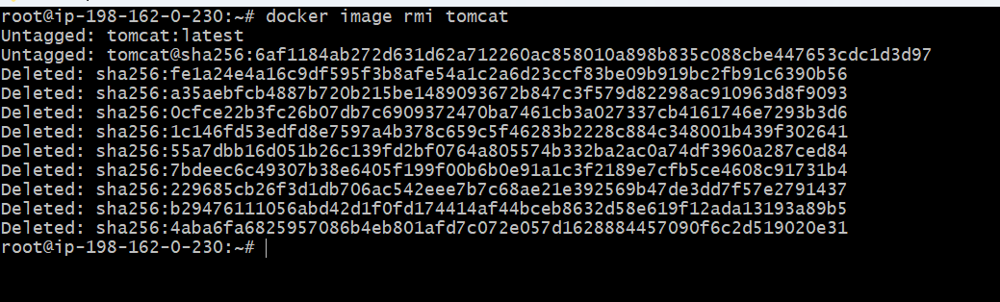 root@ip-198-162-0-230:~# docker image rmi tomcat
Untagged: tomcat:latest
Untagged: tomcat@sha256:6af1184ab272d631d62a712260ac858010a898b835c088cbe447653cdc1d3d97
Deleted: sha256:fe1a24e4a16c9df595f3b8afe54a1c2a6d23ccf83be09b919bc2fb91c6390b56
Deleted: sha256:a35aebfcb4887b720b215be1489093672b847c3f579d82298ac910963d8f9093
Deleted: sha256:0cfce22b3fc26b07db7c6909372470ba7461cb3a027337cb4161746e7293b3d6
Deleted: sha256:1c146fd53edfd8e7597a4b378c659c5f46283b2228c884c348001b439f302641
Deleted: sha256:55a7dbb16d051b26c139fd2bf0764a805574b332ba2ac0a74df3960a287ced84
Deleted: sha256:7bdeec6c49307b38e6405f199f00b6b0e91a1c3f2189e7cfb5ce4608c91731b4
Deleted: sha256:229685cb26f3d1db706ac542eee7b7c68ae21e392569b47de3dd7f57e2791437
Deleted: sha256:b29476111056abd42d1f0fd174414af44bceb8632d58e619f12ada13193a89b5
Deleted: sha256:4aba6fa6825957086b4eb801afd7c072e057d1628884457090f6c2d519020e31
root@ip-198-162-0-230:~#